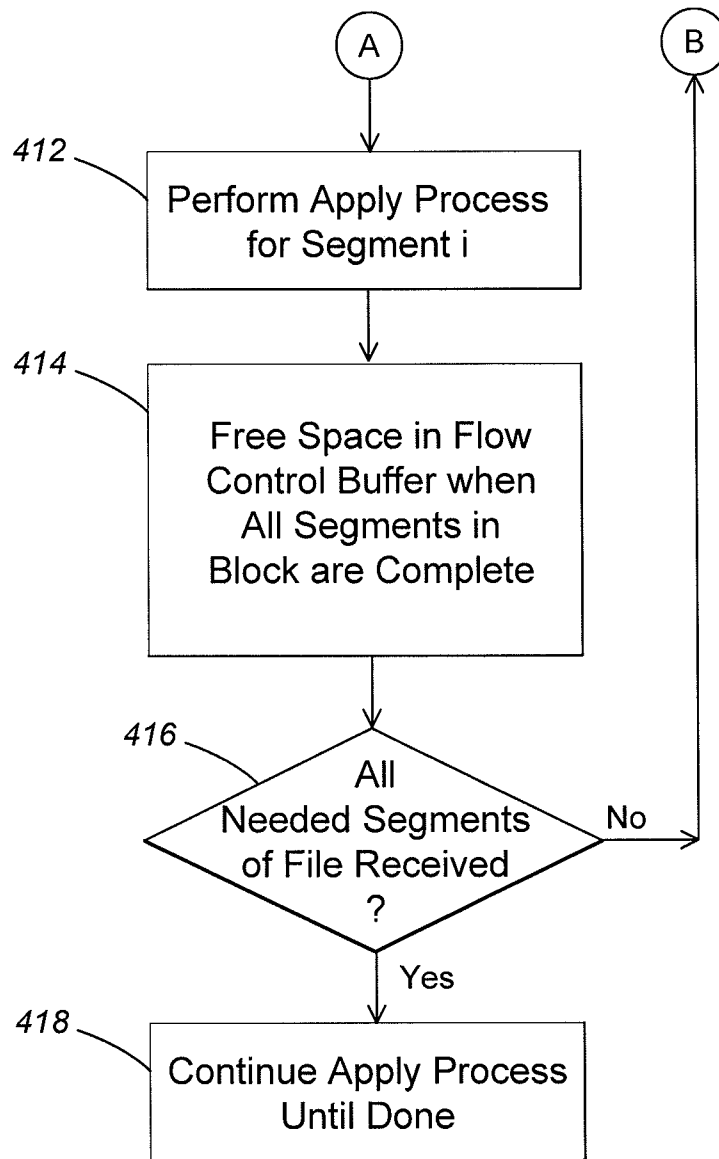 A
B
412
Perform Apply Process
for Segment i
414
Free Space in Flow
Control Buffer when
All Segments in
Block are Complete
416
All
Needed Segments
of File Received
?
No
Yes
418
Continue Apply Process
Until Done